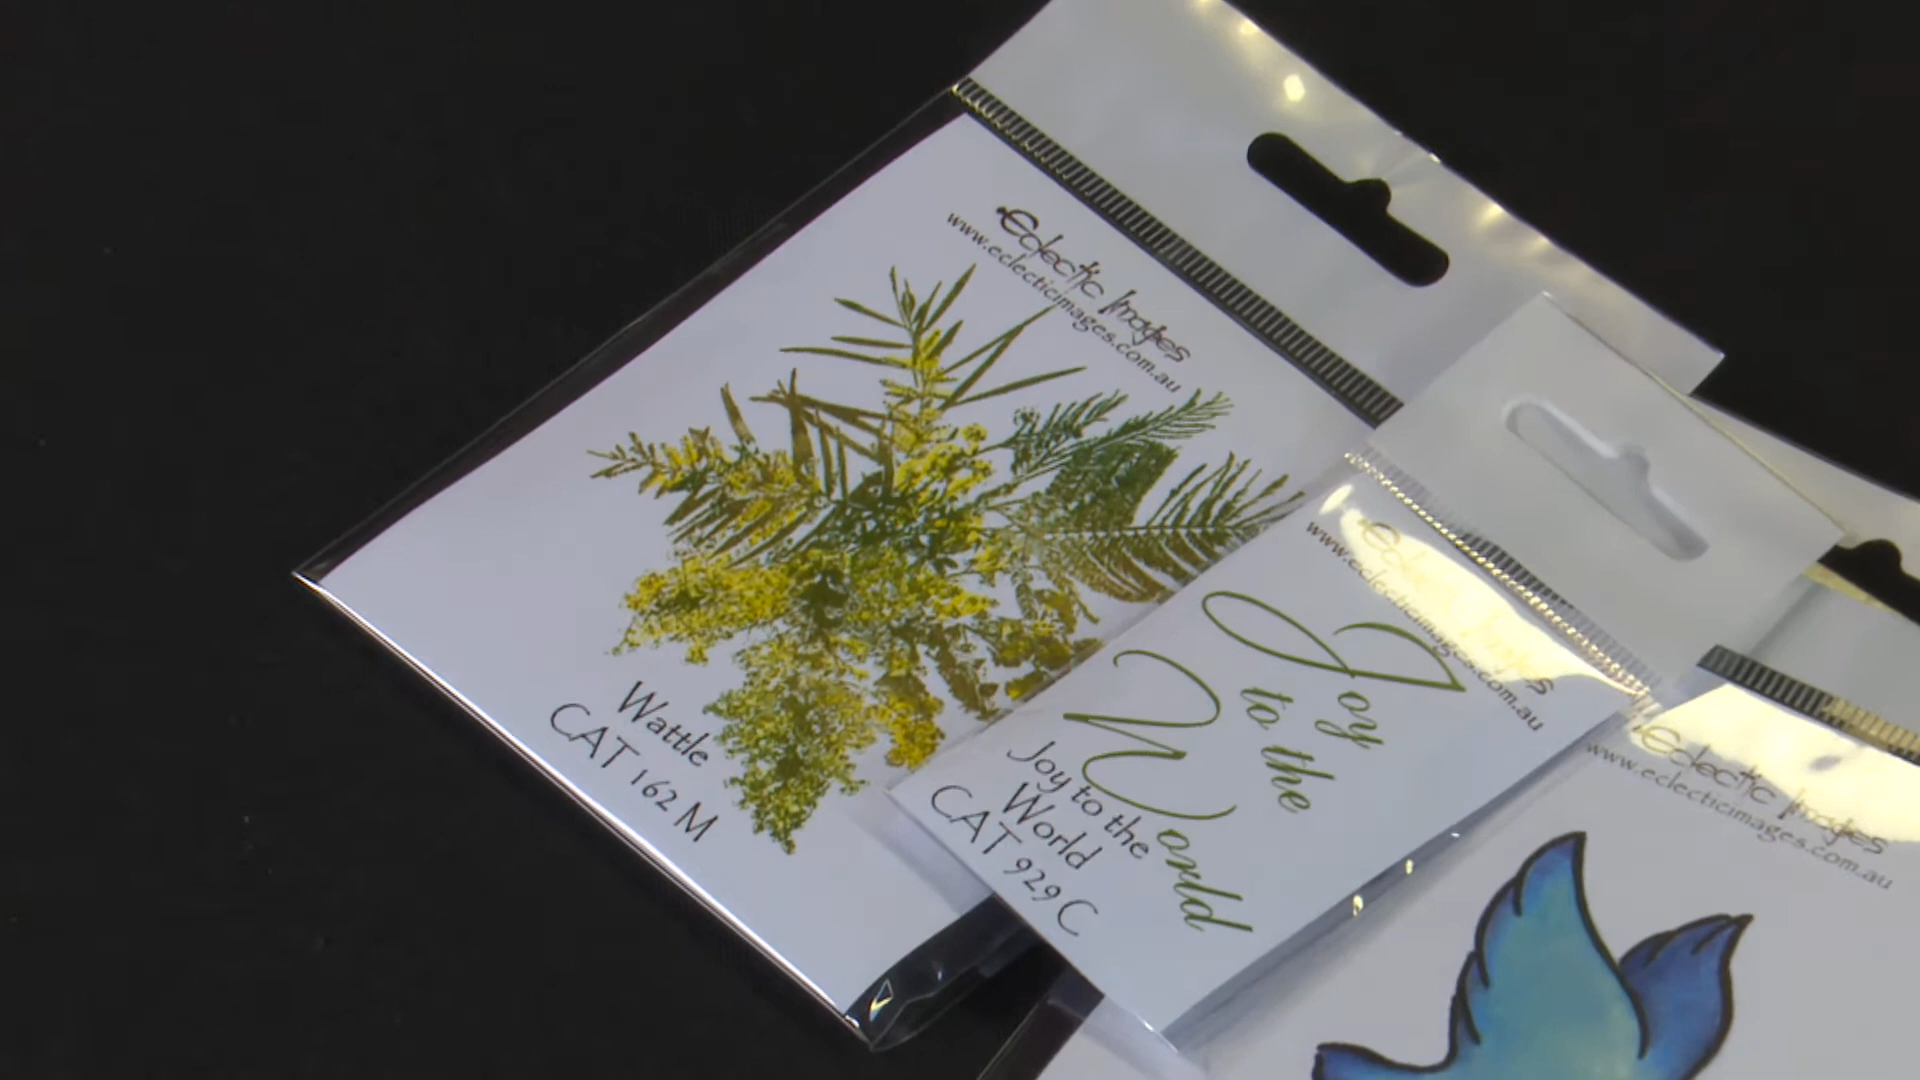 Eclectic Images
www.eclecticimages.com.au
Wattle
CAT 162 M
Eclectic Images
www.eclecticimages.com.au
Joy
to the
World
Joy to the
World
CAT 929 C
Eclectic Images
www.eclecticimages.com.au